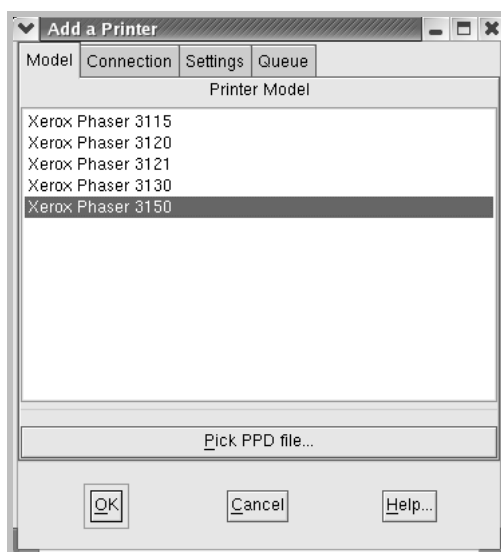 Add a Printer
Model Connection Settings Queue
Printer Model
Xerox Phaser 3115
Xerox Phaser 3120
Xerox Phaser 3121
Xerox Phaser 3130
Xerox Phaser 3150
Pick PPD file...
OK Cancel Help...